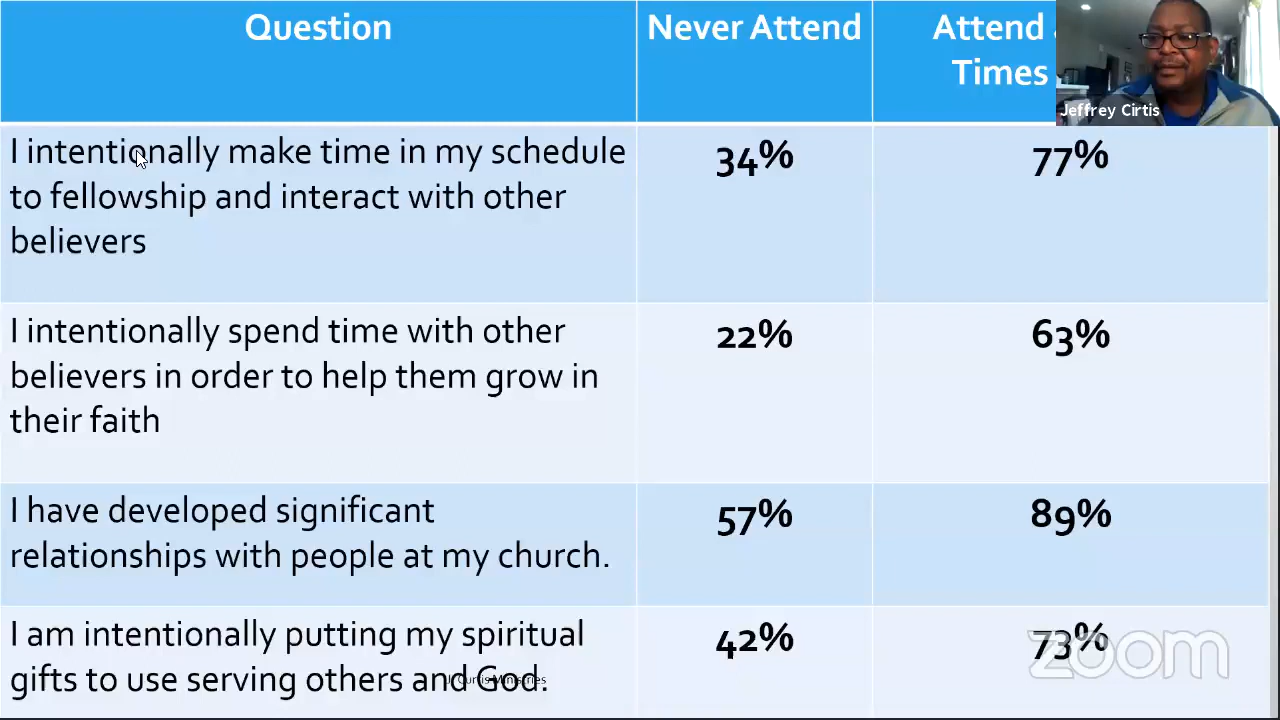 Question
Never Attend
Attend
Times
Jeffrey Cirtis
I intentionally make time in my schedule
to fellowship and interact with other
believers
34%
77%
I intentionally spend time with other
believers in order to help them grow in
their faith
22%
63%
I have developed significant
relationships with people at my church.
57%
89%
I am intentionally putting my spiritual
gifts to use serving others and God.
42%
73%
zoom
J. Curtis Ministries